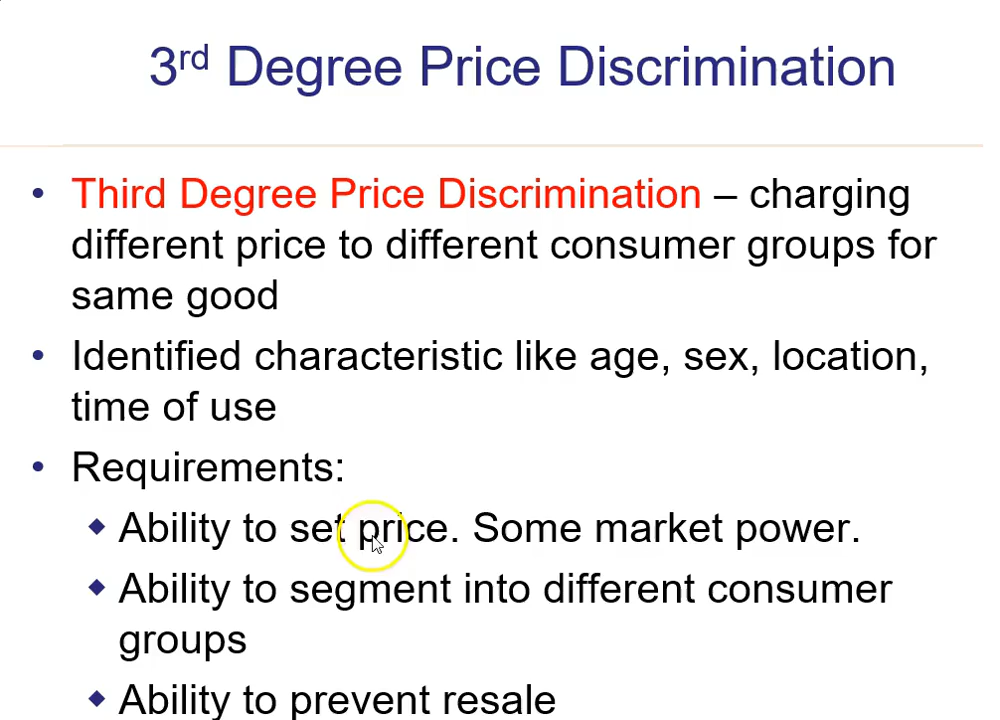 3rd Degree Price Discrimination
• Third Degree Price Discrimination – charging
different price to different consumer groups for
same good
• Identified characteristic like age, sex, location,
time of use
• Requirements:
◆ Ability to set price. Some market power.
◆ Ability to segment into different consumer
groups
◆ Ability to prevent resale